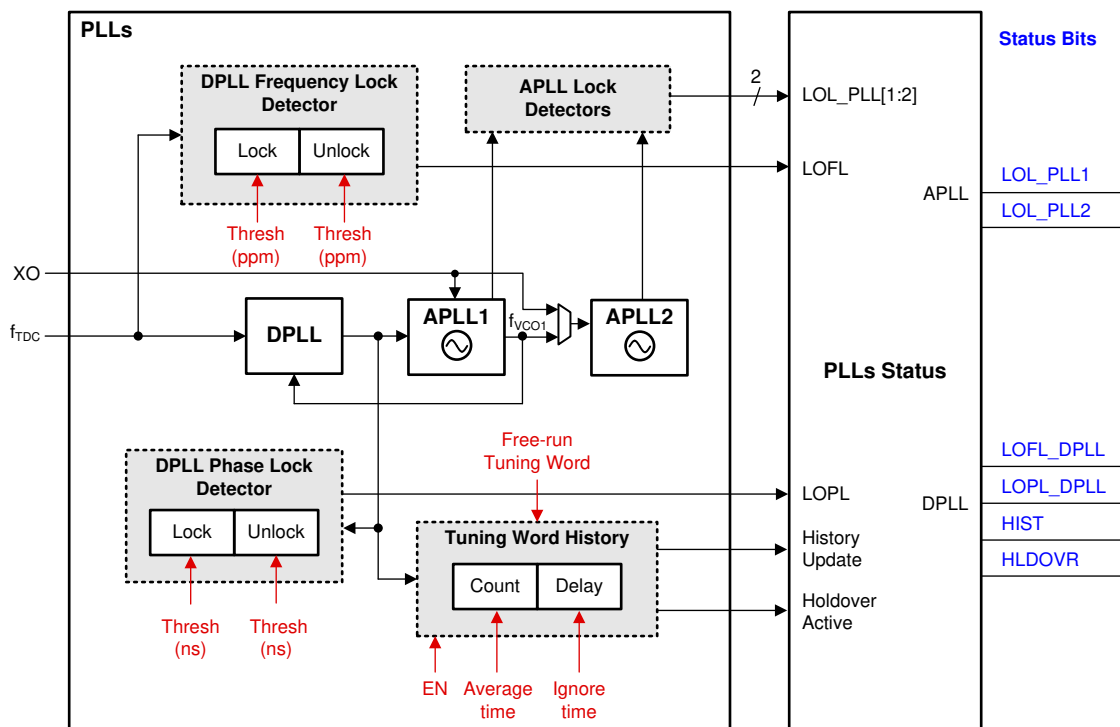 PLLs
Status Bits
DPLL Frequency Lock
Detector
Lock
Unlock
Thresh
(ppm)
Thresh
(ppm)
APLL Lock
Detectors
2
LOL_PLL[1:2]
LOFL
APLL
LOL_PLL1
LOL_PLL2
XO
fTDC
DPLL
APLL1
fVCO1
APLL2
PLLs Status
Free-run
Tuning Word
DPLL Phase Lock
Detector
Lock
Unlock
Thresh
(ns)
Thresh
(ns)
Tuning Word History
Count
Delay
EN
Average
time
Ignore
time
LOPL
History
Update
Holdover
Active
DPLL
LOFL_DPLL
LOPL_DPLL
HIST
HLDOVR